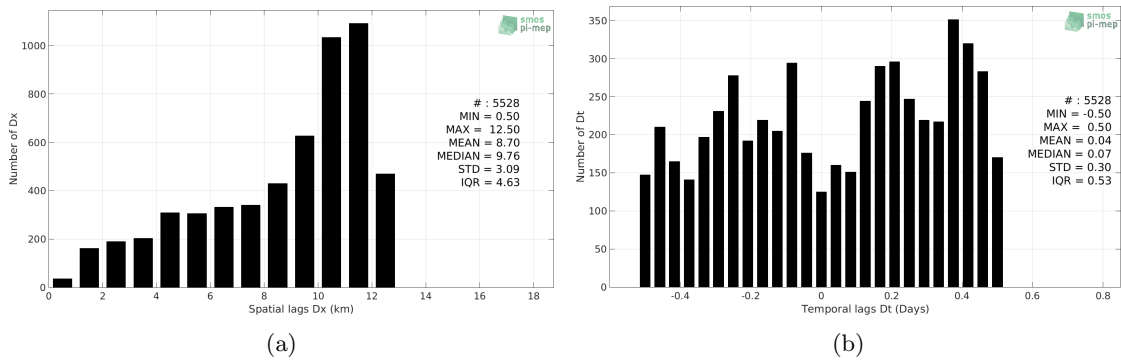 smos
pi-mep
1000
800
600
400
200
0
Number of Dx
# : 5528
MIN = 0.50
MAX = 12.50
MEAN = 8.70
MEDIAN = 9.76
STD = 3.09
IQR = 4.63
0 2 4 6 8 10 12 14 16 18
Spatial lags Dx (km)
(a)
smos
pi-mep
350
300
250
200
150
100
50
0
Number of Dt
# : 5528
MIN = -0.50
MAX = 0.50
MEAN = 0.04
MEDIAN = 0.07
STD = 0.30
IQR = 0.53
-0.4 -0.2 0 0.2 0.4 0.6 0.8
Temporal lags Dt (Days)
(b)